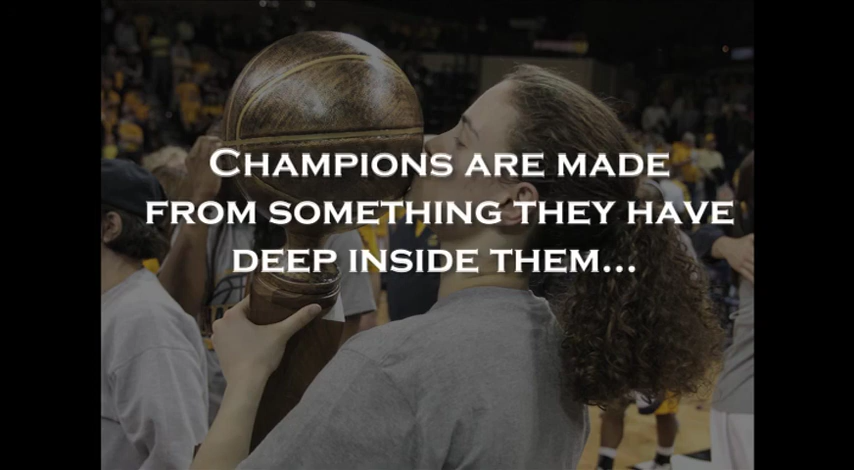 Champions are made
from something they have
deep inside them...